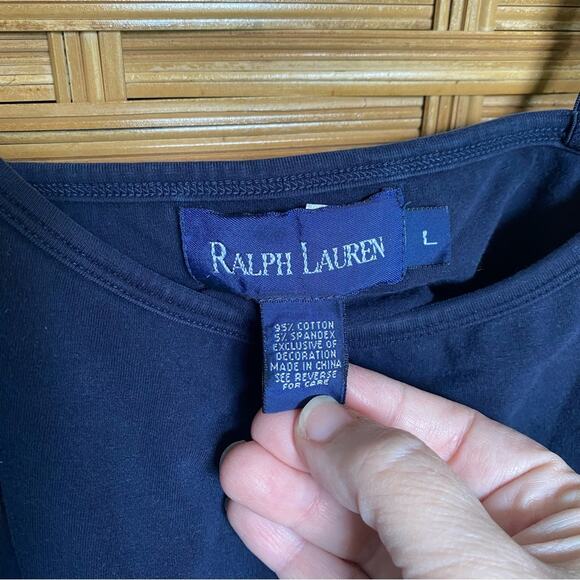 RALPH LAUREN
L
95% COTTON
5% SPANDEX
EXCLUSIVE OF
DECORATION
MADE IN CHINA
SEE REVERSE
FOR CARE